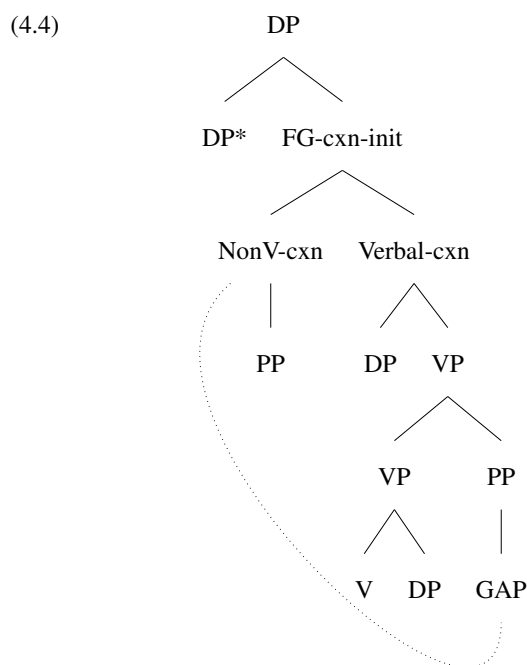 (4.4) DP
DP* FG-cxn-init
NonV-cxn Verbal-cxn
PP DP VP
VP PP
V DP GAP